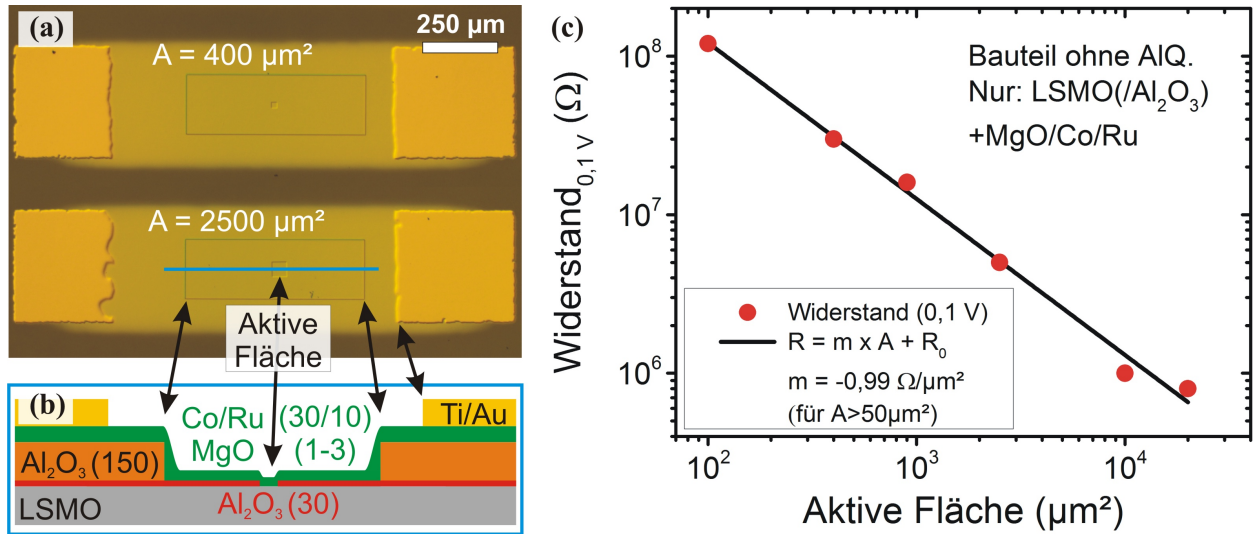 (a)
250 µm
A = 400 µm²
A = 2500 µm²
Aktive
Fläche
(b)
Co/Ru (30/10)
MgO (1-3)
Ti/Au
Al₂O₃ (150)
Al₂O₃ (30)
LSMO
(c)
Widerstand₀,₁ ᵥ (Ω)
10⁸
10⁷
10⁶
Bauteil ohne AlQ.
Nur: LSMO(/Al₂O₃)
+MgO/Co/Ru
Widerstand (0,1 V)
R = m x A + R₀
m = -0,99 Ω/µm²
(für A>50µm²)
10² 10³ 10⁴
Aktive Fläche (µm²)